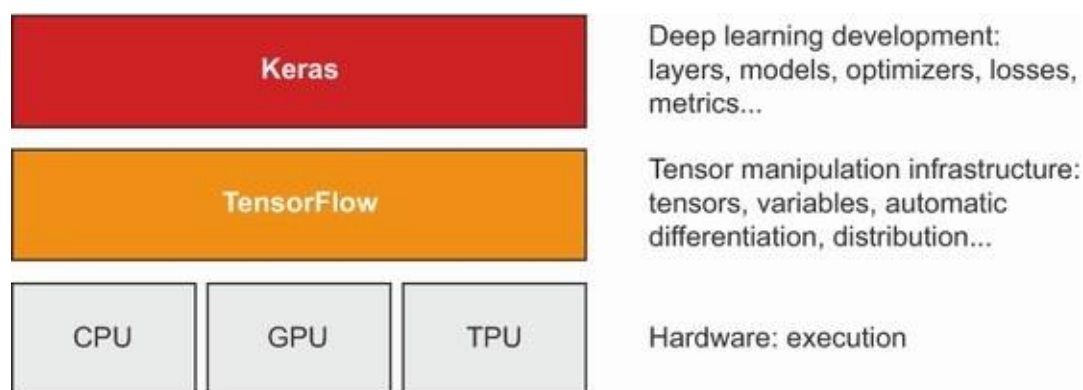 Keras
Deep learning development:
layers, models, optimizers, losses,
metrics...
TensorFlow
Tensor manipulation infrastructure:
tensors, variables, automatic
differentiation, distribution...
CPU GPU TPU
Hardware: execution